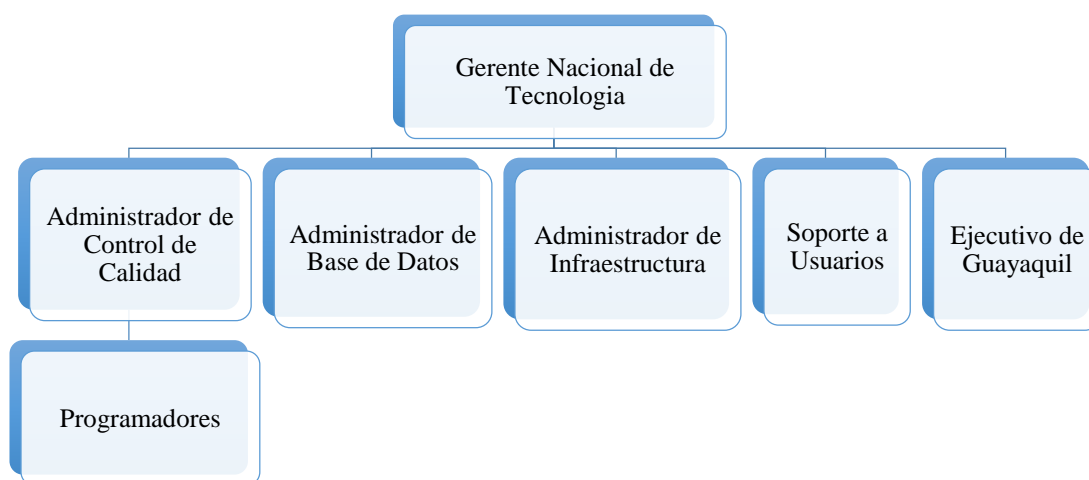 Gerente Nacional de
Tecnologia
Administrador de
Control de
Calidad
Administrador de
Base de Datos
Administrador de
Infraestructura
Soporte a
Usuarios
Ejecutivo de
Guayaquil
Programadores